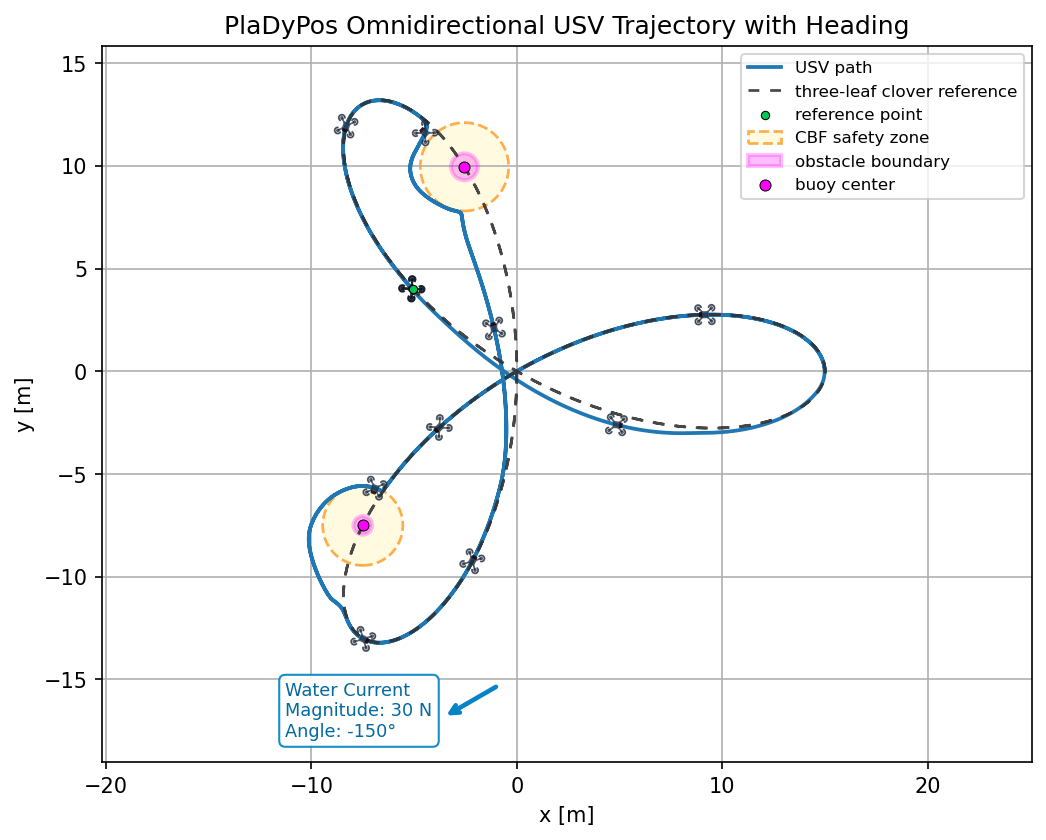 PlaDyPos Omnidirectional USV Trajectory with Heading
USV path
three-leaf clover reference
reference point
CBF safety zone
obstacle boundary
buoy center
15
10
5
0
−5
−10
−15
y [m]
Water Current
Magnitude: 30 N
Angle: -150°
−20 −10 0 10 20
x [m]